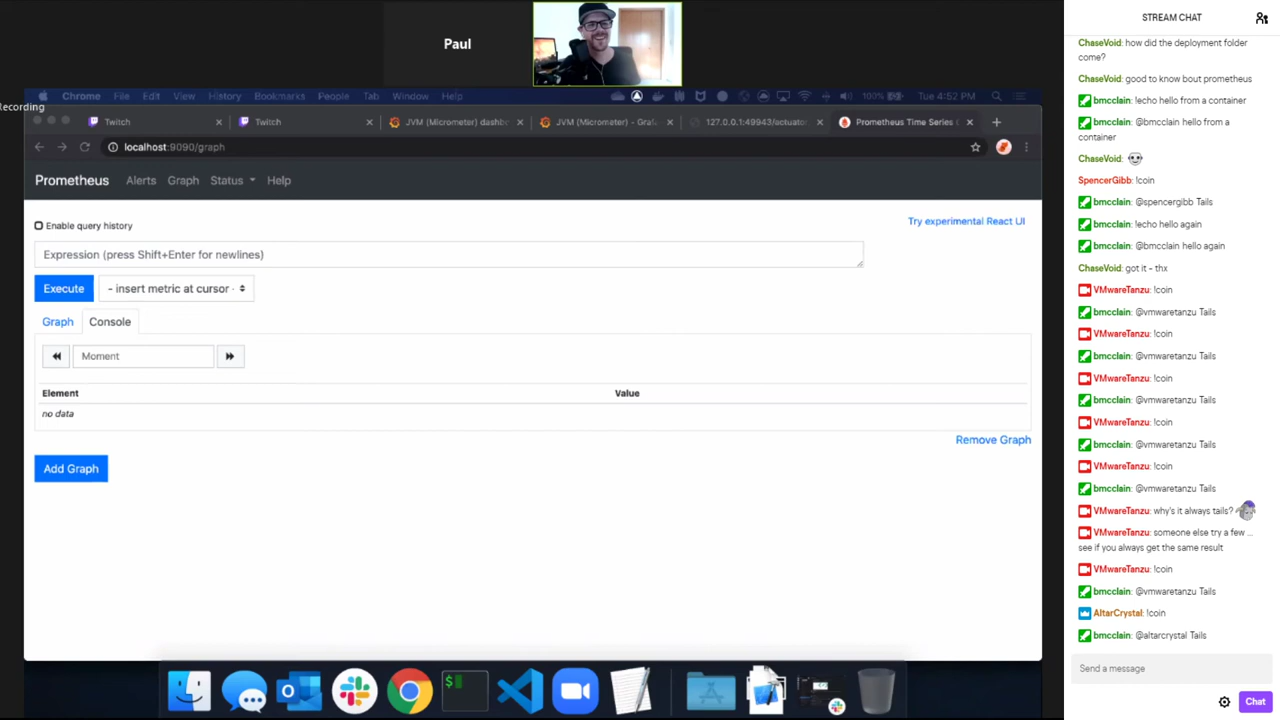 Paul
ecording
Chrome File Edit View History Bookmarks People Tab Window Help 100% Tue 4:52 PM
Twitch Twitch JVM (Micrometer) dashb JVM (Micrometer) - Graf 127.0.0.1:49943/actuator Prometheus Time Series C
localhost:9090/graph
Prometheus Alerts Graph Status Help
Enable query history
Try experimental React UI
Expression (press Shift+Enter for newlines)
Execute - insert metric at cursor -
Graph Console
Moment
Element Value
no data
Remove Graph
Add Graph
STREAM CHAT
ChaseVoid: how did the deployment folder
come?
ChaseVoid: good to know bout prometheus
bmcclain: !echo hello from a container
bmcclain: @bmcclain hello from a
container
ChaseVoid:
SpencerGibb: !coin
bmcclain: @spencergibb Tails
bmcclain: !echo hello again
bmcclain: @bmcclain hello again
ChaseVoid: got it - thx
VMwareTanzu: !coin
bmcclain: @vmwaretanzu Tails
VMwareTanzu: !coin
bmcclain: @vmwaretanzu Tails
VMwareTanzu: !coin
bmcclain: @vmwaretanzu Tails
VMwareTanzu: !coin
bmcclain: @vmwaretanzu Tails
VMwareTanzu: !coin
bmcclain: @vmwaretanzu Tails
VMwareTanzu: why's it always tails?
VMwareTanzu: someone else try a few ...
see if you always get the same result
VMwareTanzu: !coin
bmcclain: @vmwaretanzu Tails
AltarCrystal: !coin
bmcclain: @altarcrystal Tails
Send a message
Chat